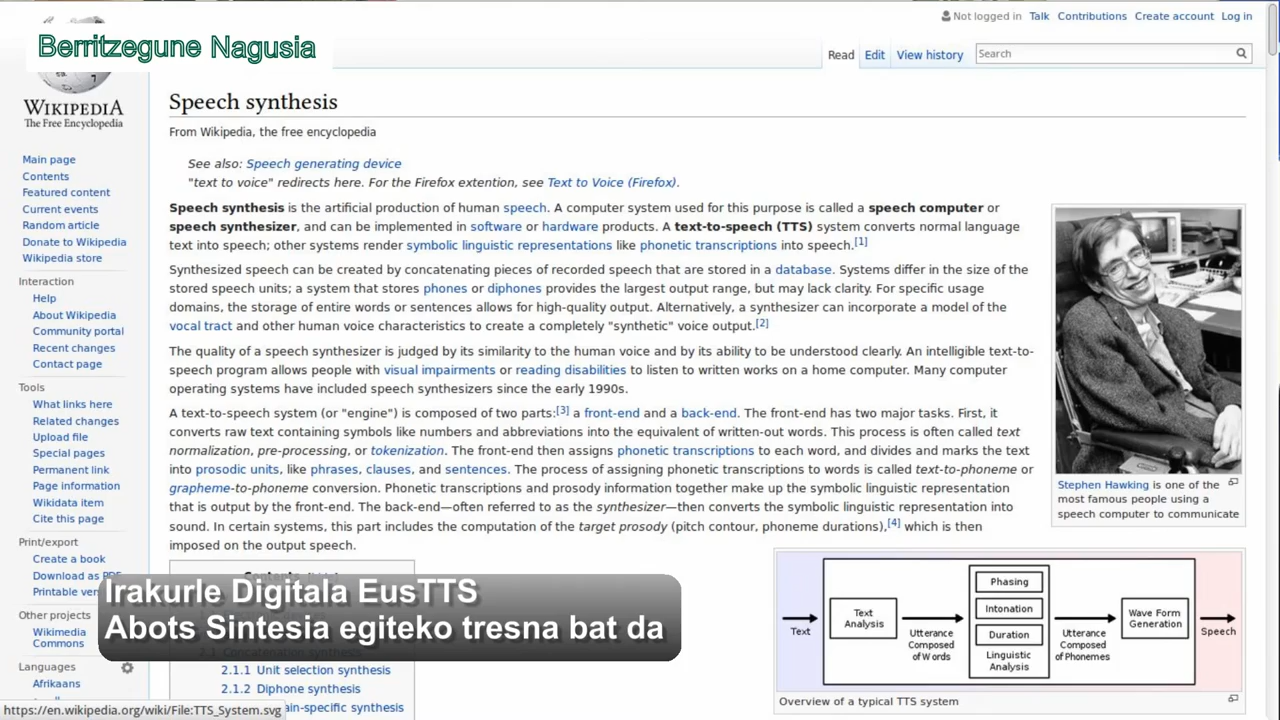 Not logged in Talk Contributions Create account Log in
Berritzegune Nagusia
Read Edit View history Search
WIKIPEDIA
The Free Encyclopedia
Main page
Contents
Featured content
Current events
Random article
Donate to Wikipedia
Wikipedia store
Interaction
Help
About Wikipedia
Community portal
Recent changes
Contact page
Tools
What links here
Related changes
Upload file
Special pages
Permanent link
Page information
Wikidata item
Cite this page
Print/export
Create a book
Download as PDF
Printable ver
Other projects
Wikimedia
Commons
Languages
Afrikaans
Speech synthesis
From Wikipedia, the free encyclopedia
See also: Speech generating device
"text to voice" redirects here. For the Firefox extention, see Text to Voice (Firefox).
Speech synthesis is the artificial production of human speech. A computer system used for this purpose is called a speech computer or
speech synthesizer, and can be implemented in software or hardware products. A text-to-speech (TTS) system converts normal language
text into speech; other systems render symbolic linguistic representations like phonetic transcriptions into speech.[1]
Synthesized speech can be created by concatenating pieces of recorded speech that are stored in a database. Systems differ in the size of the
stored speech units; a system that stores phones or diphones provides the largest output range, but may lack clarity. For specific usage
domains, the storage of entire words or sentences allows for high-quality output. Alternatively, a synthesizer can incorporate a model of the
vocal tract and other human voice characteristics to create a completely "synthetic" voice output.[2]
The quality of a speech synthesizer is judged by its similarity to the human voice and by its ability to be understood clearly. An intelligible text-to-
speech program allows people with visual impairments or reading disabilities to listen to written works on a home computer. Many computer
operating systems have included speech synthesizers since the early 1990s.
A text-to-speech system (or "engine") is composed of two parts:[3] a front-end and a back-end. The front-end has two major tasks. First, it
converts raw text containing symbols like numbers and abbreviations into the equivalent of written-out words. This process is often called text
normalization, pre-processing, or tokenization. The front-end then assigns phonetic transcriptions to each word, and divides and marks the text
into prosodic units, like phrases, clauses, and sentences. The process of assigning phonetic transcriptions to words is called text-to-phoneme or
grapheme-to-phoneme conversion. Phonetic transcriptions and prosody information together make up the symbolic linguistic representation
that is output by the front-end. The back-end—often referred to as the synthesizer—then converts the symbolic linguistic representation into
sound. In certain systems, this part includes the computation of the target prosody (pitch contour, phoneme durations),[4] which is then
imposed on the output speech.
Stephen Hawking is one of the
most famous people using a
speech computer to communicate
Irakurle Digitala EusTTS
Abots Sintesia egiteko tresna bat da
2.1.1 Unit selection synthesis
2.1.2 Diphone synthesis
ain-specific synthesis
Text
Text
Analysis
Utterance
Composed
of Words
Phasing
Intonation
Duration
Linguistic
Analysis
Utterance
Composed
of Phonemes
Wave Form
Generation
Speech
Overview of a typical TTS system
https://en.wikipedia.org/wiki/File:TTS_System.svg